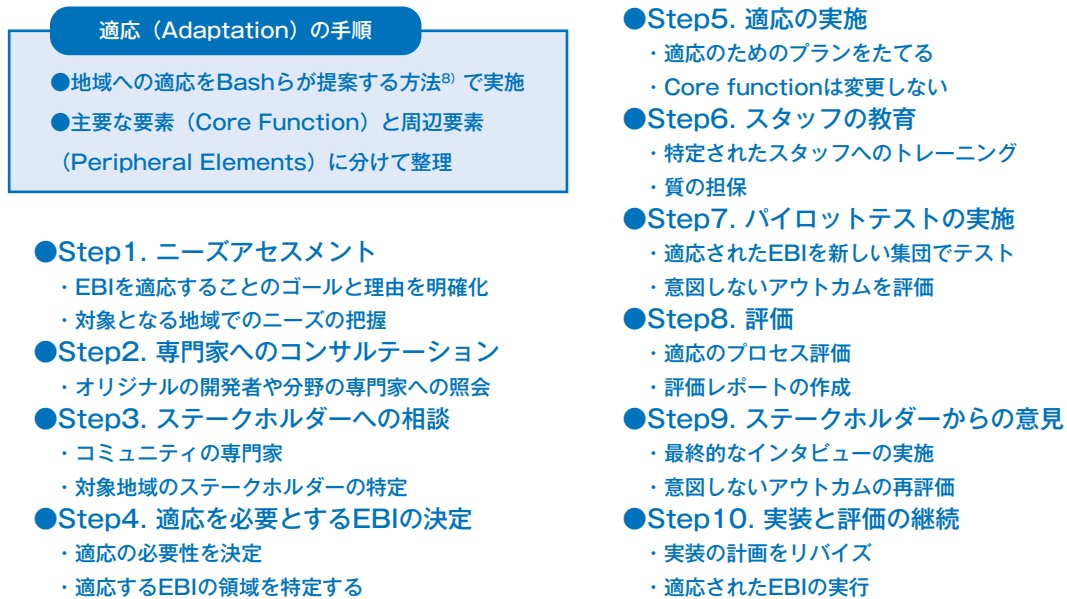 適応（Adaptation）の手順
●地域への適応をBashらが提案する方法8) で実施
●主要な要素（Core Function）と周辺要素
（Peripheral Elements）に分けて整理
●Step1. ニーズアセスメント
・EBIを適応することのゴールと理由を明確化
・対象となる地域でのニーズの把握
●Step2. 専門家へのコンサルテーション
・オリジナルの開発者や分野の専門家への照会
●Step3. ステークホルダーへの相談
・コミュニティの専門家
・対象地域のステークホルダーの特定
●Step4. 適応を必要とするEBIの決定
・適応の必要性を決定
・適応するEBIの領域を特定する
●Step5. 適応の実施
・適応のためのプランをたてる
・Core functionは変更しない
●Step6. スタッフの教育
・特定されたスタッフへのトレーニング
・質の担保
●Step7. パイロットテストの実施
・適応されたEBIを新しい集団でテスト
・意図しないアウトカムを評価
●Step8. 評価
・適応のプロセス評価
・評価レポートの作成
●Step9. ステークホルダーからの意見
・最終的なインタビューの実施
・意図しないアウトカムの再評価
●Step10. 実装と評価の継続
・実装の計画をリバイズ
・適応されたEBIの実行